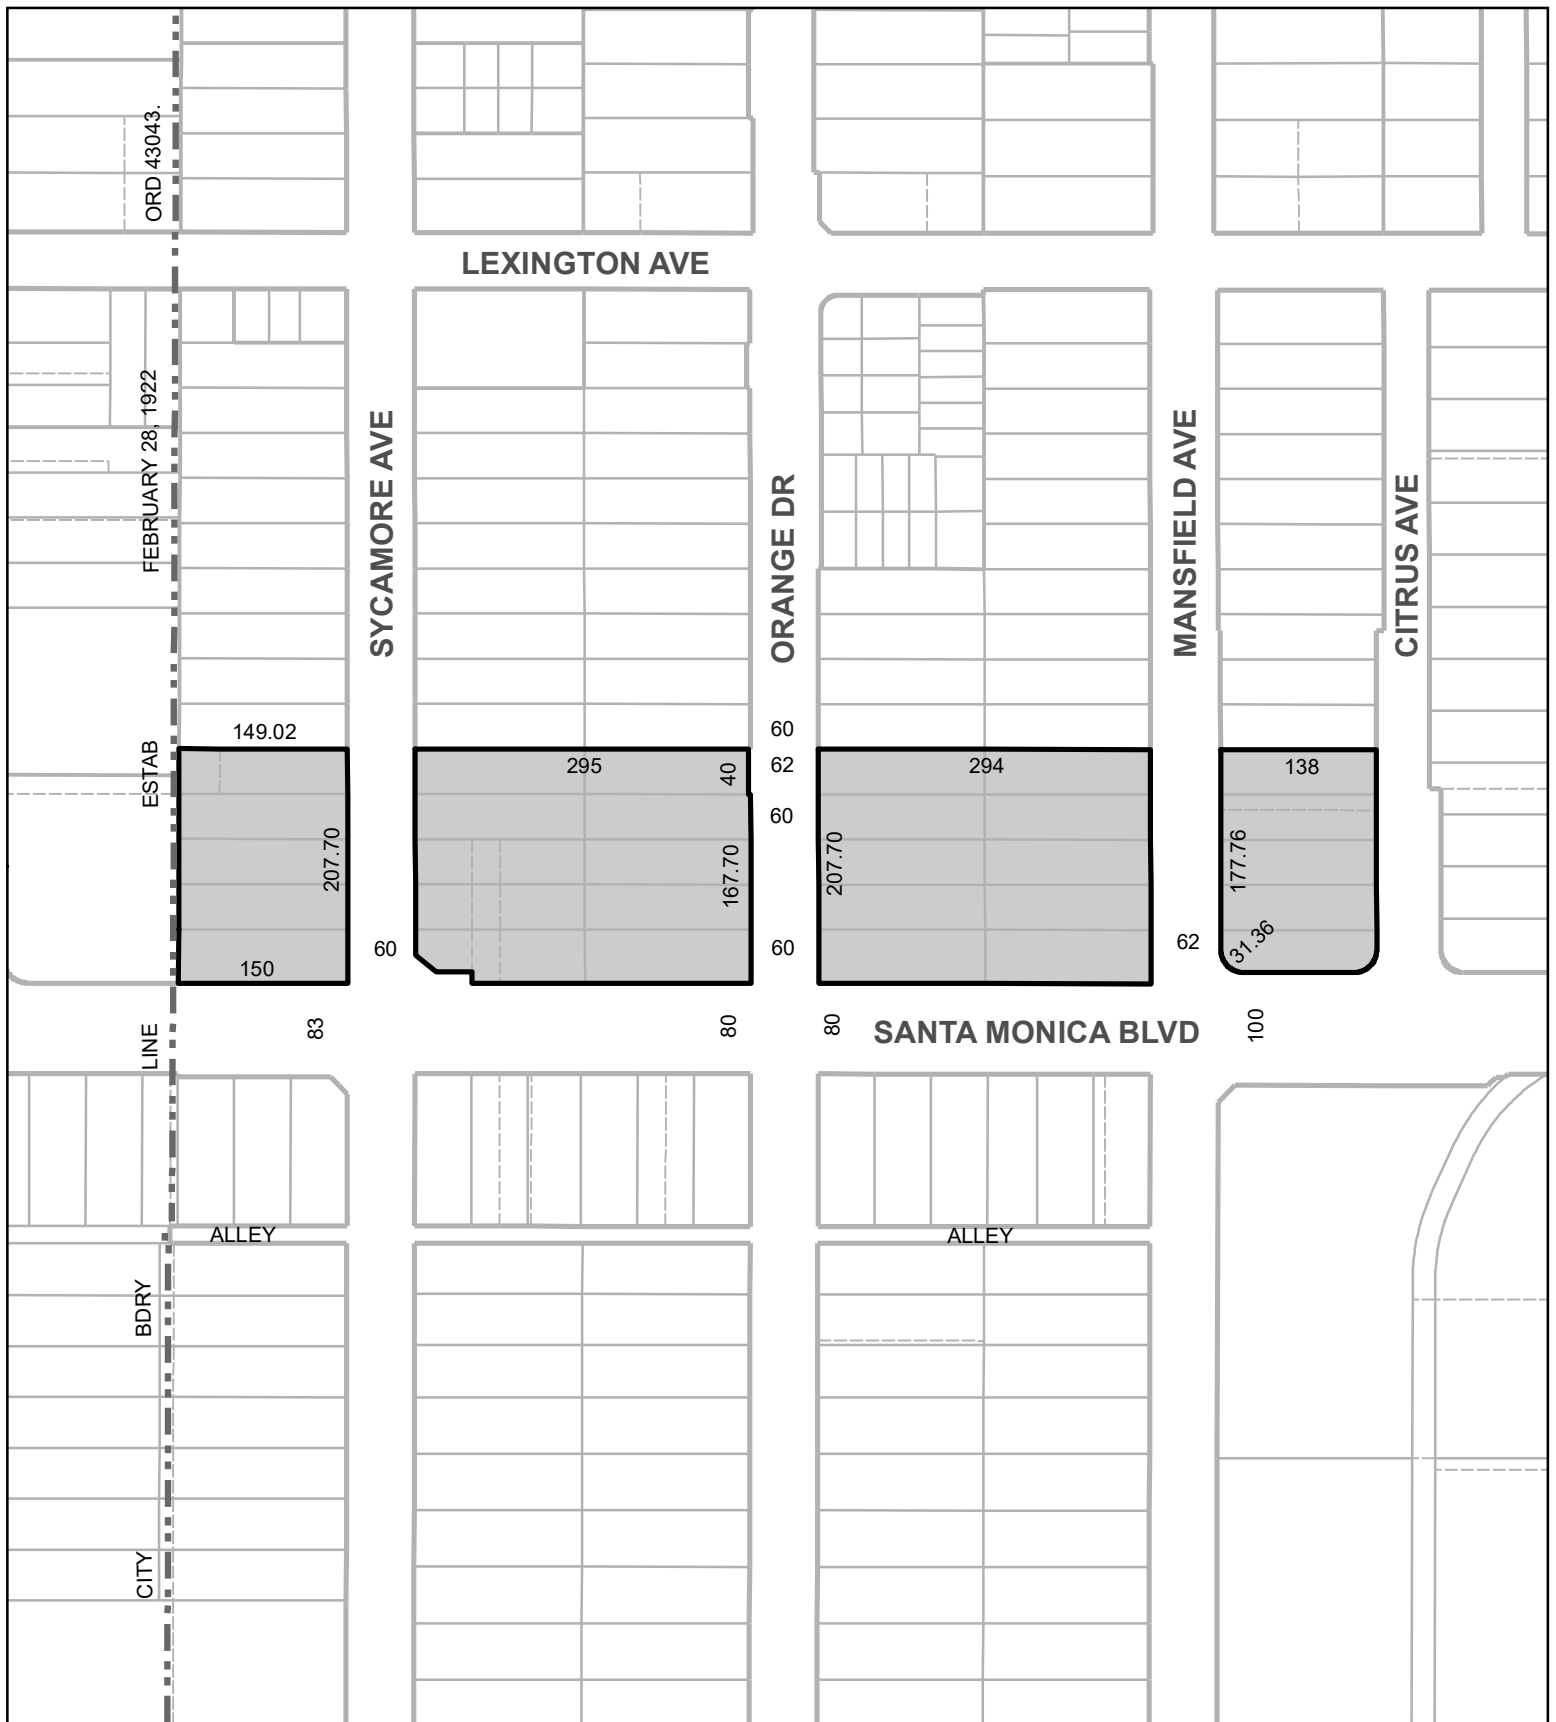 ORD 43043.
LEXINGTON AVE
FEBRUARY 28, 1922
SYCAMORE AVE
ORANGE DR
MANSFIELD AVE
CITRUS AVE
ESTAB
149.02
60
295
40
62
294
138
60
207.70
167.70
207.70
177.76
150
60
60
62
31.36
LINE
83
80
80
SANTA MONICA BLVD
100
ALLEY
ALLEY
BDRY
CITY